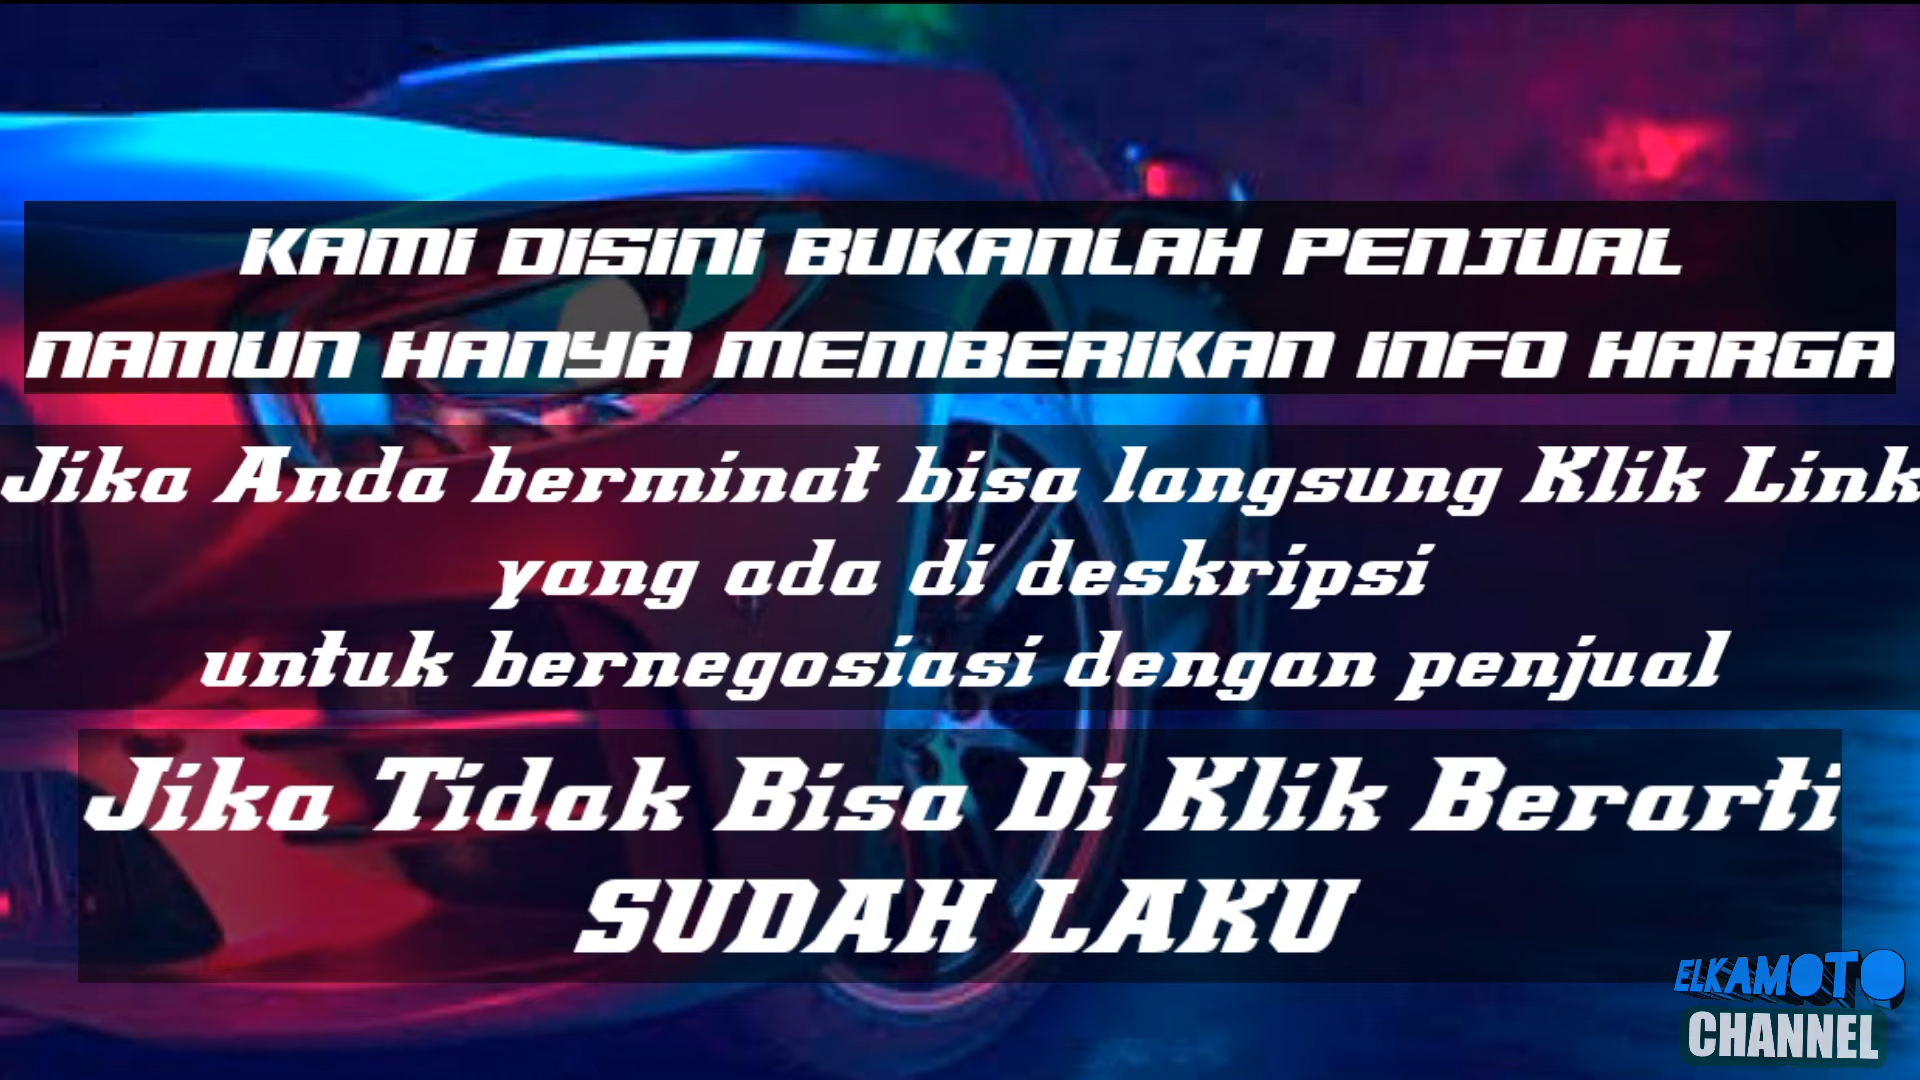 KAMI DISINI BUKANLAH PENJUAL
NAMUN HANYA MEMBERIKAN INFO HARGA
Jika Anda berminat bisa langsung Klik Link
yang ada di deskripsi
untuk bernegosiasi dengan penjual
Jika Tidak Bisa Di Klik Berarti
SUDAH LAKU
ELKAMOTO
CHANNEL